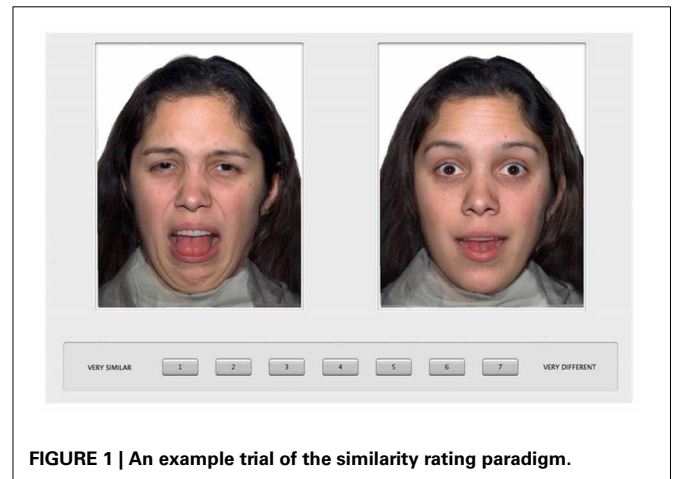 VERY SIMILAR 1 2 3 4 5 6 7 VERY DIFFERENT
FIGURE 1 | An example trial of the similarity rating paradigm.